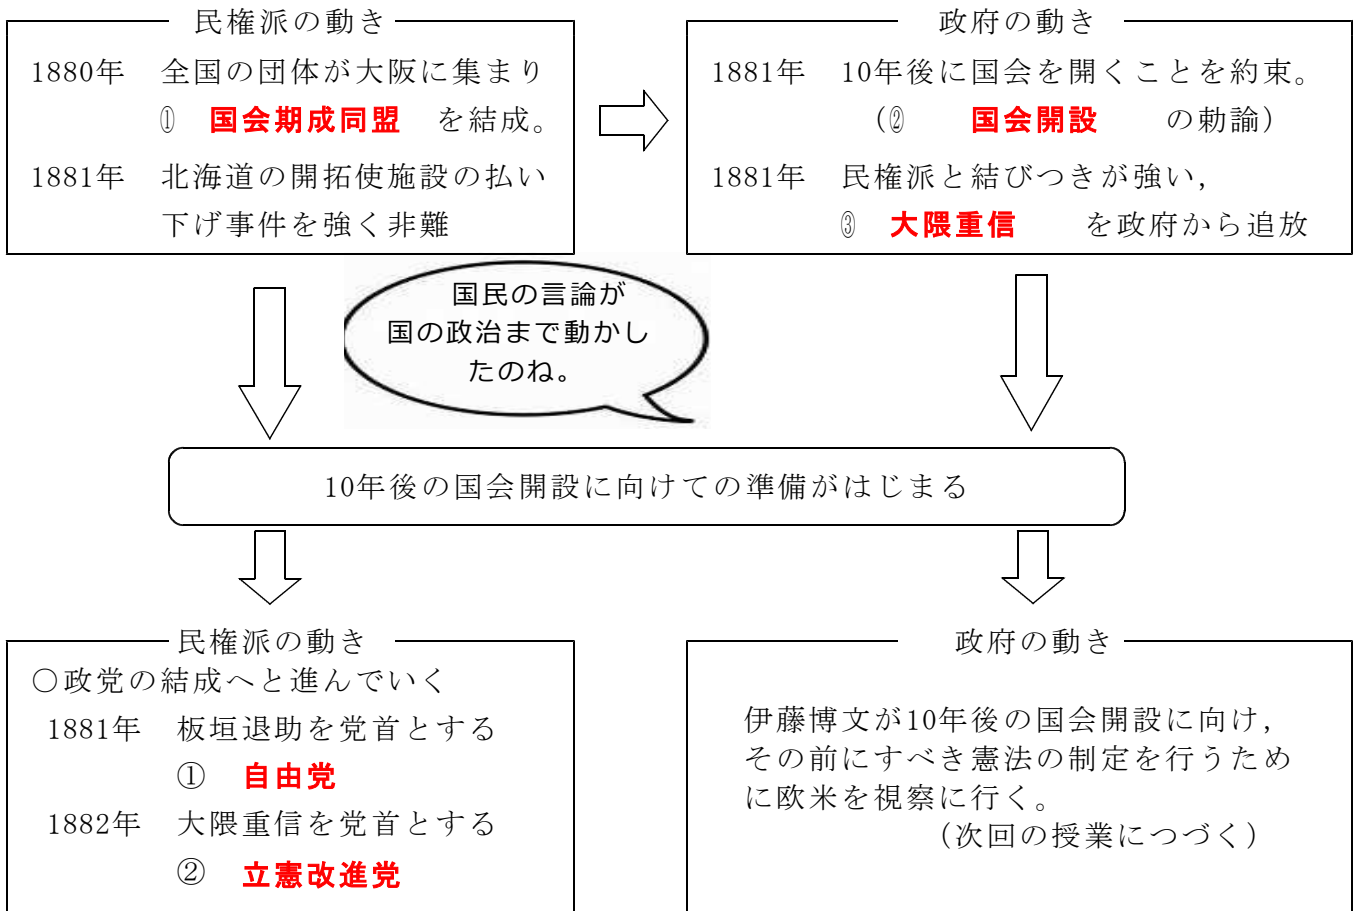 民権派の動き
1880年 全国の団体が大阪に集まり
① 国会期成同盟 を結成。
1881年 北海道の開拓使施設の払い
下げ事件を強く非難
政府の動き
1881年 10年後に国会を開くことを約束。
(② 国会開設 の勅諭)
1881年 民権派と結びつきが強い,
③ 大隈重信 を政府から追放
国民の言論が
国の政治まで動かし
たのね。
10年後の国会開設に向けての準備がはじまる
民権派の動き
○政党の結成へと進んでいく
1881年 板垣退助を党首とする
① 自由党
1882年 大隈重信を党首とする
② 立憲改進党
政府の動き
伊藤博文が10年後の国会開設に向け,
その前にすべき憲法の制定を行うため
に欧米を視察に行く。
(次回の授業につづく)